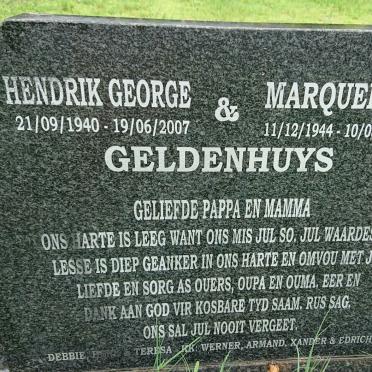 HENDRIK GEORGE & MARQUE
21/09/1940 - 19/06/2007 11/12/1944 - 10/0
GELDENHUYS
GELIEFDE PAPPA EN MAMMA
ONS HARTE IS LEEG WANT ONS MIS JUL SO. JUL WAARDE
LESSE IS DIEP GEANKER IN ONS HARTE EN OMVOU MET J
LIEFDE EN SORG AS OUERS, OUPA EN OUMA. EER EN
DANK AAN GOD VIR KOSBARE TYD SAAM. RUS SAG.
ONS SAL JUL NOOIT VERGEET.
DEBBIE, TERESA - KK: WERNER, ARMAND, XANDER & EDRICH